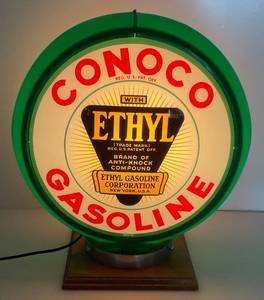 CONOCO
REG. U.S. PAT. OFF.
WITH
ETHYL
(TRADE MARK)
REG. U.S PATENT OFF.
BRAND OF
ANTI-KNOCK
COMPOUND
ETHYL GASOLINE
CORPORATION
NEW YORK, U.S.A.
GASOLINE